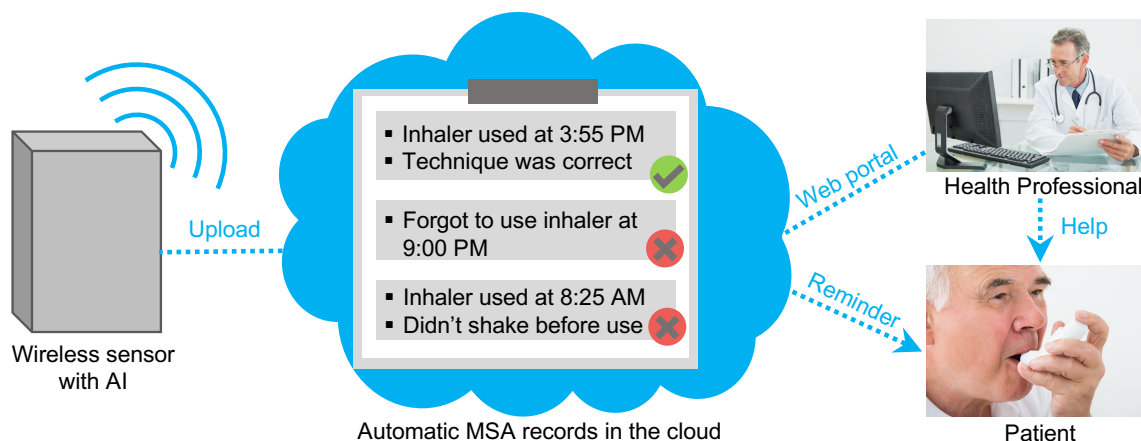 ▪ Inhaler used at 3:55 PM
▪ Technique was correct
▪ Forgot to use inhaler at
9:00 PM
▪ Inhaler used at 8:25 AM
▪ Didn’t shake before use
Upload
Wireless sensor
with AI
Automatic MSA records in the cloud
Web portal
Reminder
Health Professional
Help
Patient